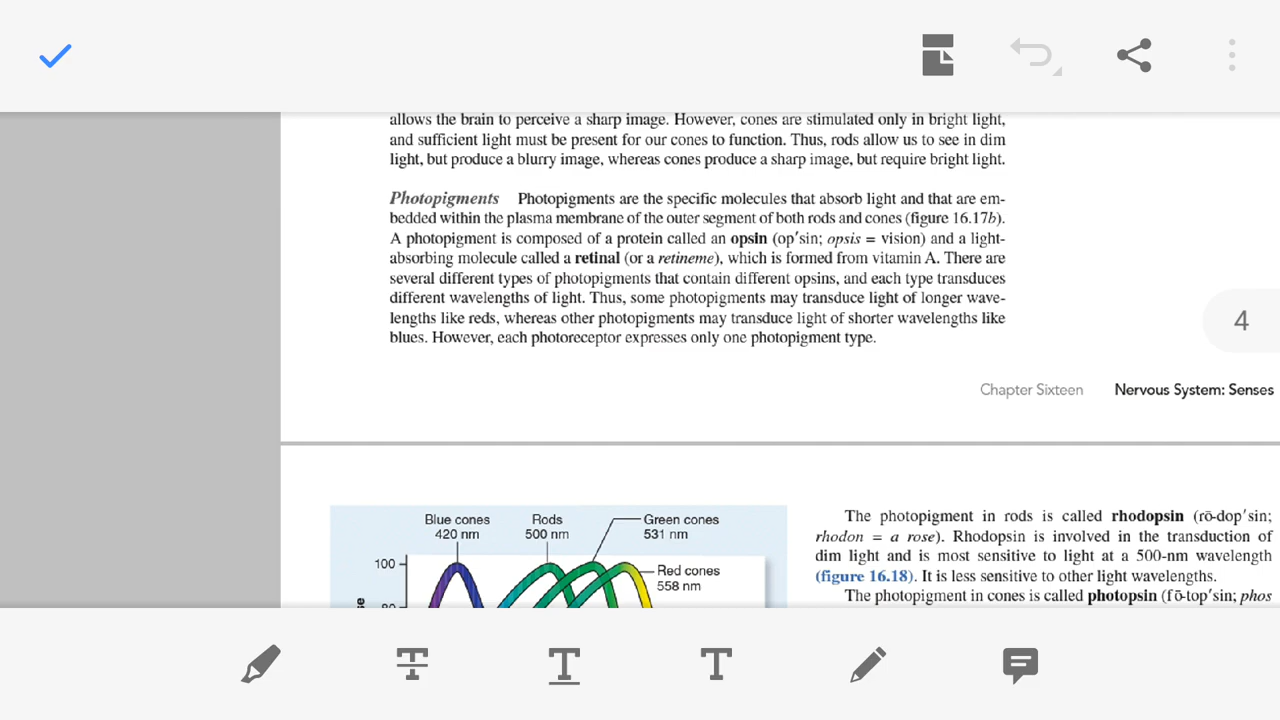 allows the brain to perceive a sharp image. However, cones are stimulated only in bright light,
and sufficient light must be present for our cones to function. Thus, rods allow us to see in dim
light, but produce a blurry image, whereas cones produce a sharp image, but require bright light.
Photopigments Photopigments are the specific molecules that absorb light and that are em-
bedded within the plasma membrane of the outer segment of both rods and cones (figure 16.17b).
A photopigment is composed of a protein called an opsin (op′sin; opsis = vision) and a light-
absorbing molecule called a retinal (or a retineme), which is formed from vitamin A. There are
several different types of photopigments that contain different opsins, and each type transduces
different wavelengths of light. Thus, some photopigments may transduce light of longer wave-
lengths like reds, whereas other photopigments may transduce light of shorter wavelengths like
blues. However, each photoreceptor expresses only one photopigment type.
4
Chapter Sixteen Nervous System: Senses
Blue cones
420 nm
Rods
500 nm
Green cones
531 nm
Red cones
558 nm
100
80
The photopigment in rods is called rhodopsin (rō-dop′sin;
rhodon = a rose). Rhodopsin is involved in the transduction of
dim light and is most sensitive to light at a 500-nm wavelength
(figure 16.18). It is less sensitive to other light wavelengths.
The photopigment in cones is called photopsin (fō-top′sin; phos
T
T
T